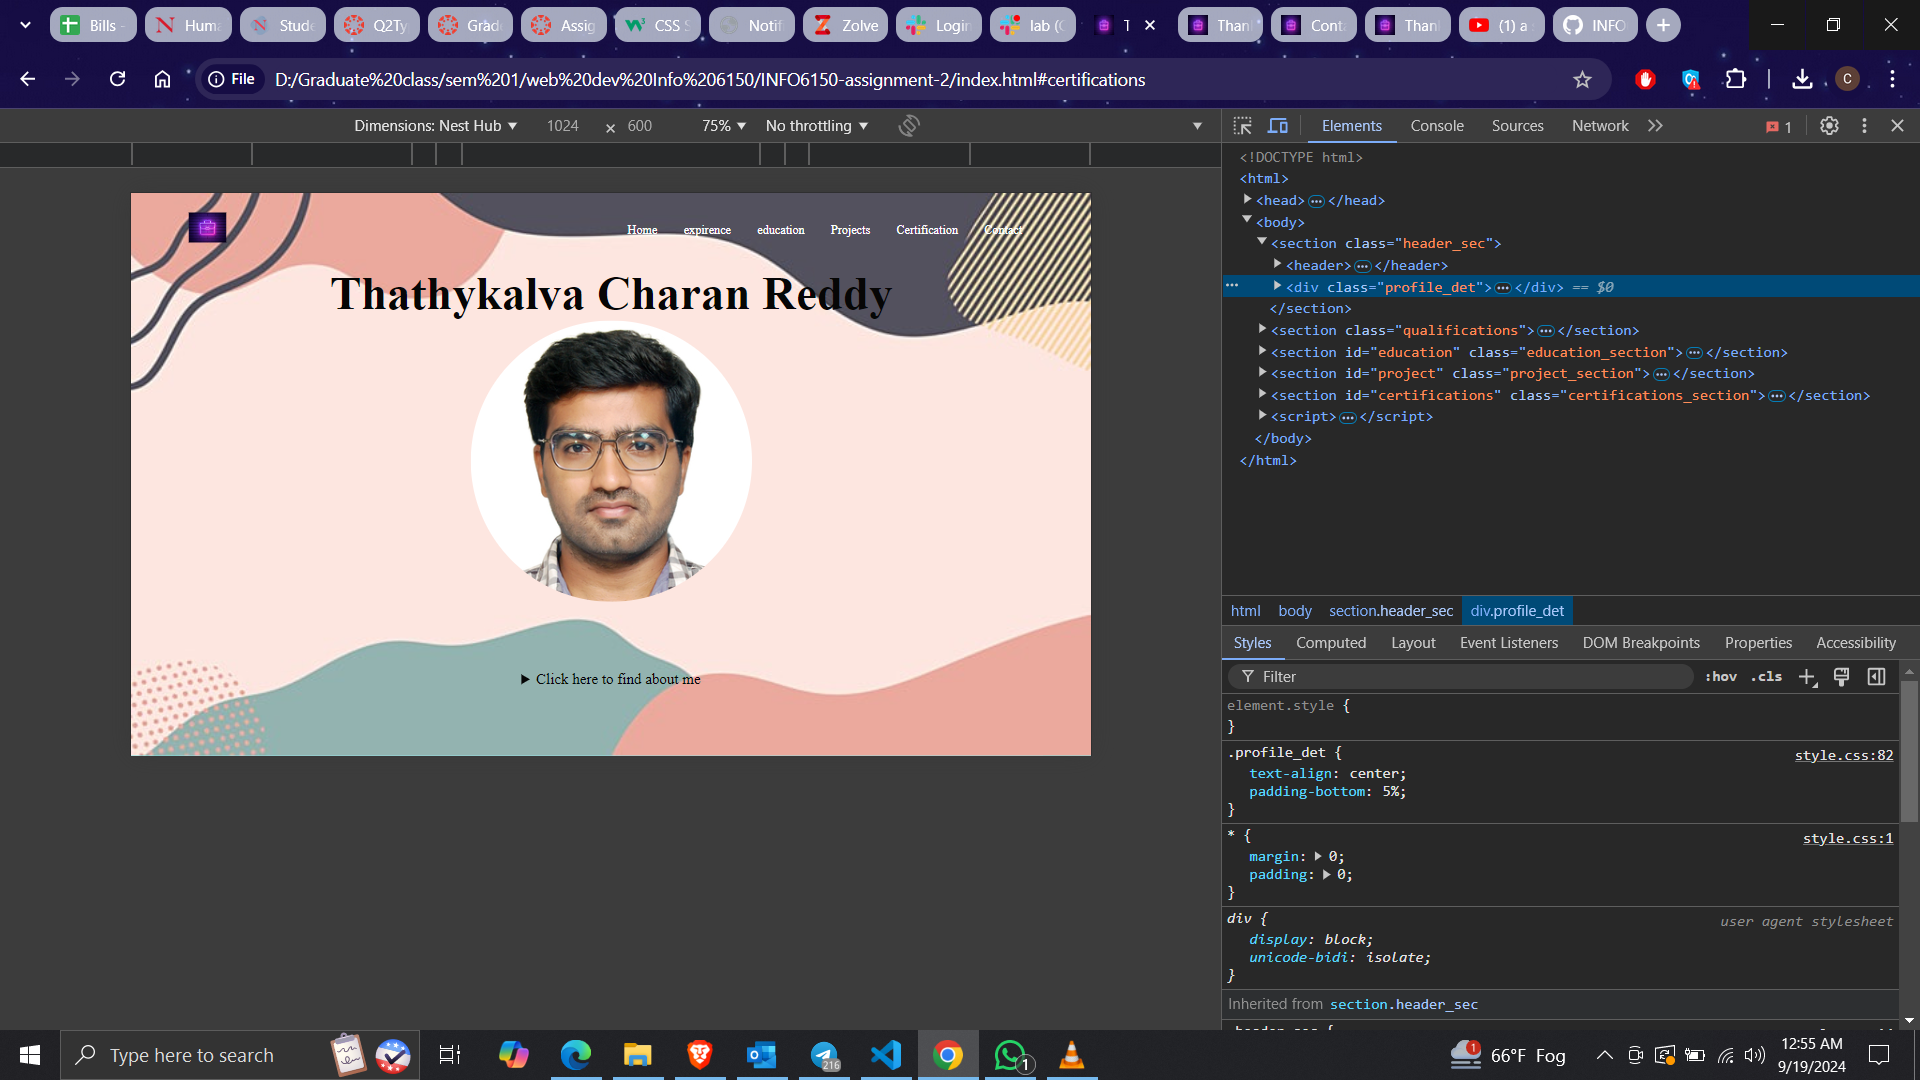 Bills -
Huma
Stude
Q2Ty
Grade
Assig
CSS S
Notif
Zolve
Login
lab (C
T
Than
Conta
Than
(1) a
INFO
File
D:/Graduate%20class/sem%201/web%20dev%20Info%206150/INFO6150-assignment-2/index.html#certifications
C
Dimensions: Nest Hub ▼ 1024 × 600 75% ▼ No throttling ▼
Elements Console Sources Network 1
Home expirence education Projects Certification Contact
Thathykalva Charan Reddy
▶ Click here to find about me
<!DOCTYPE html>
<html>
<head>…</head>
<body>
<section class="header_sec">
<header>…</header>
<div class="profile_det">…</div> == $0
</section>
<section class="qualifications">…</section>
<section id="education" class="education_section">…</section>
<section id="project" class="project_section">…</section>
<section id="certifications" class="certifications_section">…</section>
<script>…</script>
</body>
</html>
html body section.header_sec div.profile_det
Styles Computed Layout Event Listeners DOM Breakpoints Properties Accessibility
Filter :hov .cls
element.style {
}
.profile_det { style.css:82
text-align: center;
padding-bottom: 5%;
}
* { style.css:1
margin: ▶ 0;
padding: ▶ 0;
}
div { user agent stylesheet
display: block;
unicode-bidi: isolate;
}
Inherited from section.header_sec
Type here to search
216
1
1
66°F Fog
12:55 AM
9/19/2024